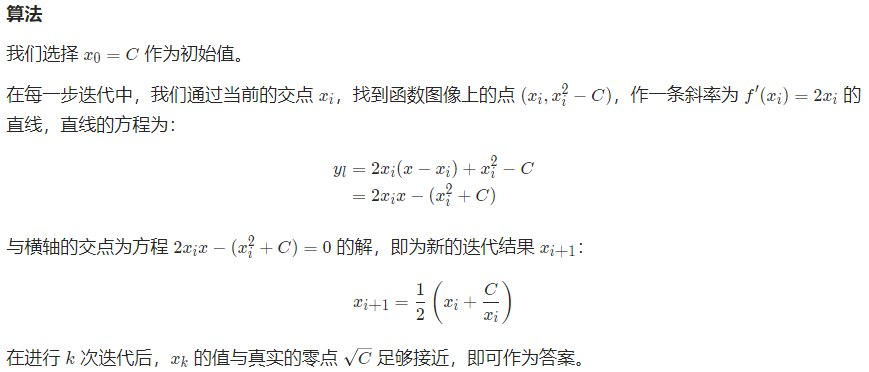 算法
我们选择 $x_0 = C$ 作为初始值。
在每一步迭代中，我们通过当前的交点 $x_i$，找到函数图像上的点 $(x_i, x_i^2 - C)$，作一条斜率为 $f'(x_i) = 2x_i$ 的
直线，直线的方程为：
$y_l = 2x_i(x - x_i) + x_i^2 - C$
$= 2x_i x - (x_i^2 + C)$
与横轴的交点为方程 $2x_i x - (x_i^2 + C) = 0$ 的解，即为新的迭代结果 $x_{i+1}$：
$x_{i+1} = \frac{1}{2}\left(x_i + \frac{C}{x_i}\right)$
在进行 $k$ 次迭代后，$x_k$ 的值与真实的零点 $\sqrt{C}$ 足够接近，即可作为答案。